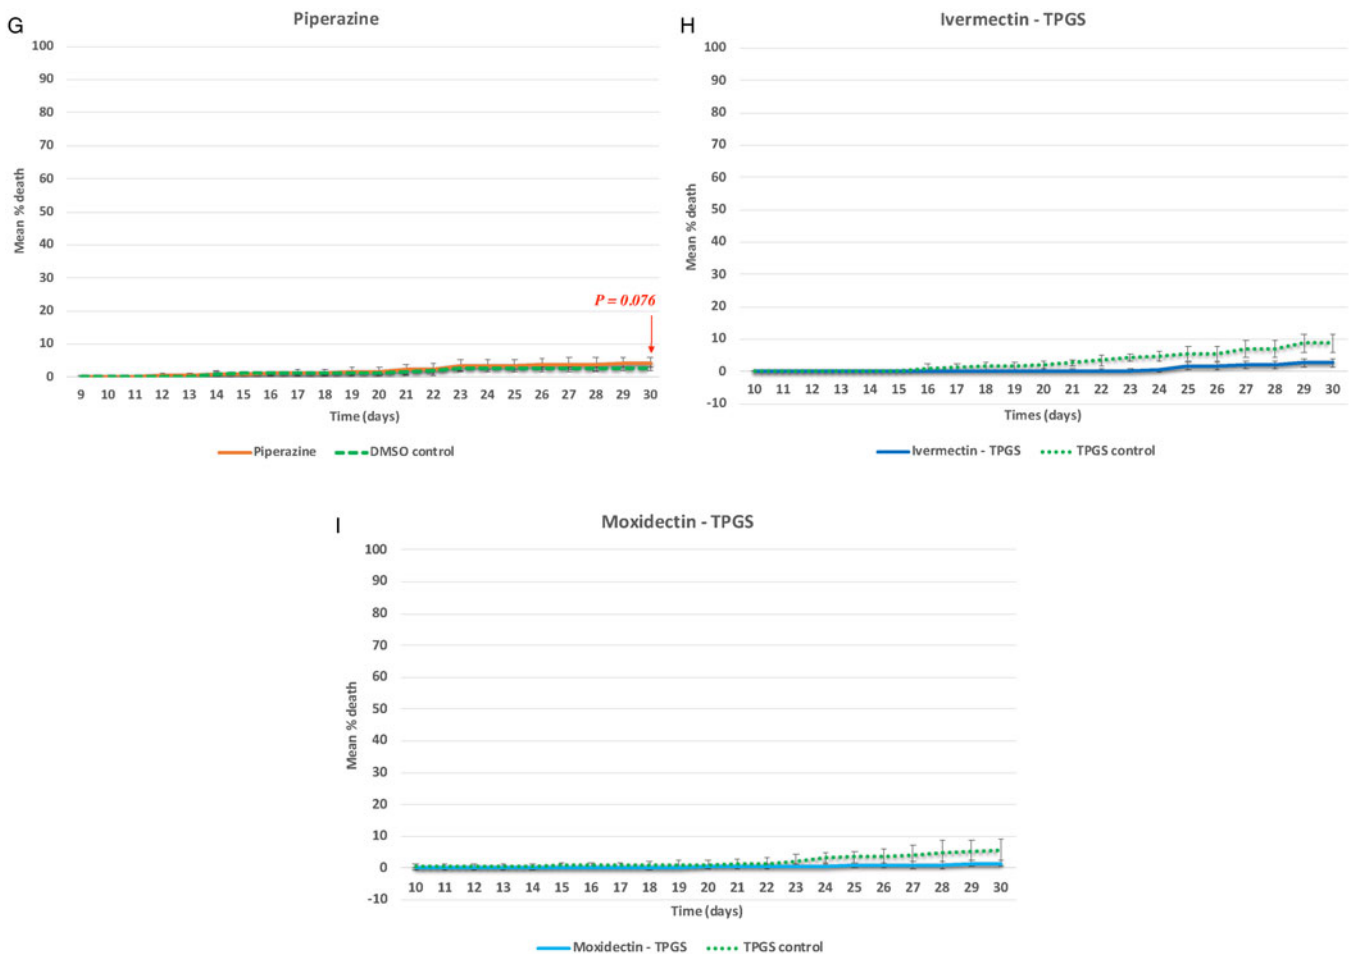 G
Piperazine
100
90
80
70
60
50
40
30
20
10
0
Mean % death
P = 0.076
9 10 11 12 13 14 15 16 17 18 19 20 21 22 23 24 25 26 27 28 29 30
Time (days)
Piperazine DMSO control
H
Ivermectin - TPGS
100
90
80
70
60
50
40
30
20
10
0
-10
Mean % death
10 11 12 13 14 15 16 17 18 19 20 21 22 23 24 25 26 27 28 29 30
Times (days)
Ivermectin - TPGS TPGS control
I
Moxidectin - TPGS
100
90
80
70
60
50
40
30
20
10
0
-10
Mean % death
10 11 12 13 14 15 16 17 18 19 20 21 22 23 24 25 26 27 28 29 30
Time (days)
Moxidectin - TPGS TPGS control